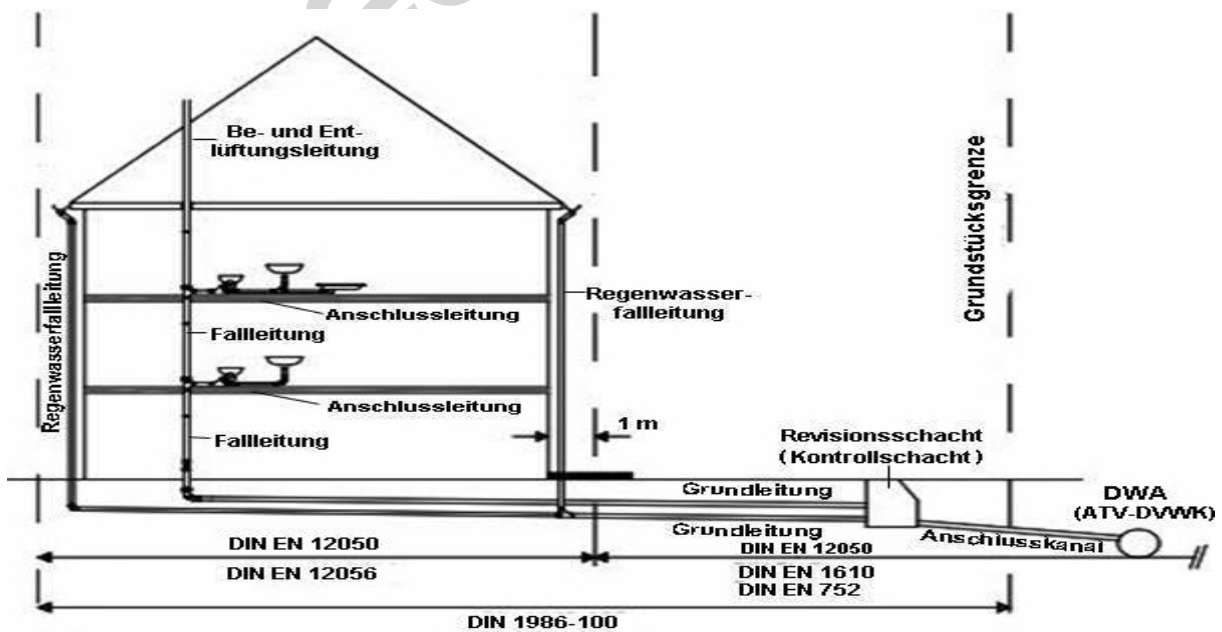 Be- und Ent-
lüftungsleitung
Regenwasserfallleitung
Grundstücksgrenze
Regenwasser-
fallleitung
Anschlussleitung
Fallleitung
Anschlussleitung
Fallleitung
1 m
Revisionsschacht
(Kontrollschacht)
Grundleitung
DWA
(ATV-DVWK)
Grundleitung
Anschlusskanal
DIN EN 12050
DIN EN 12056
DIN EN 12050
DIN EN 1610
DIN EN 752
DIN 1986-100